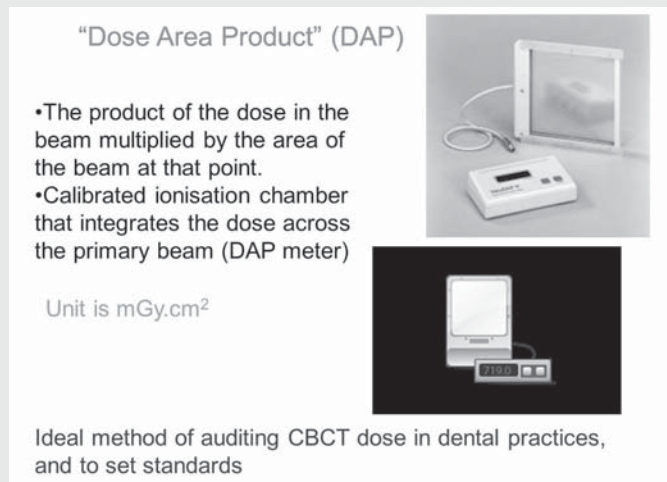 “Dose Area Product” (DAP)
•The product of the dose in the
beam multiplied by the area of
the beam at that point.
•Calibrated ionisation chamber
that integrates the dose across
the primary beam (DAP meter)
Unit is mGy.cm²
719.0
Ideal method of auditing CBCT dose in dental practices,
and to set standards